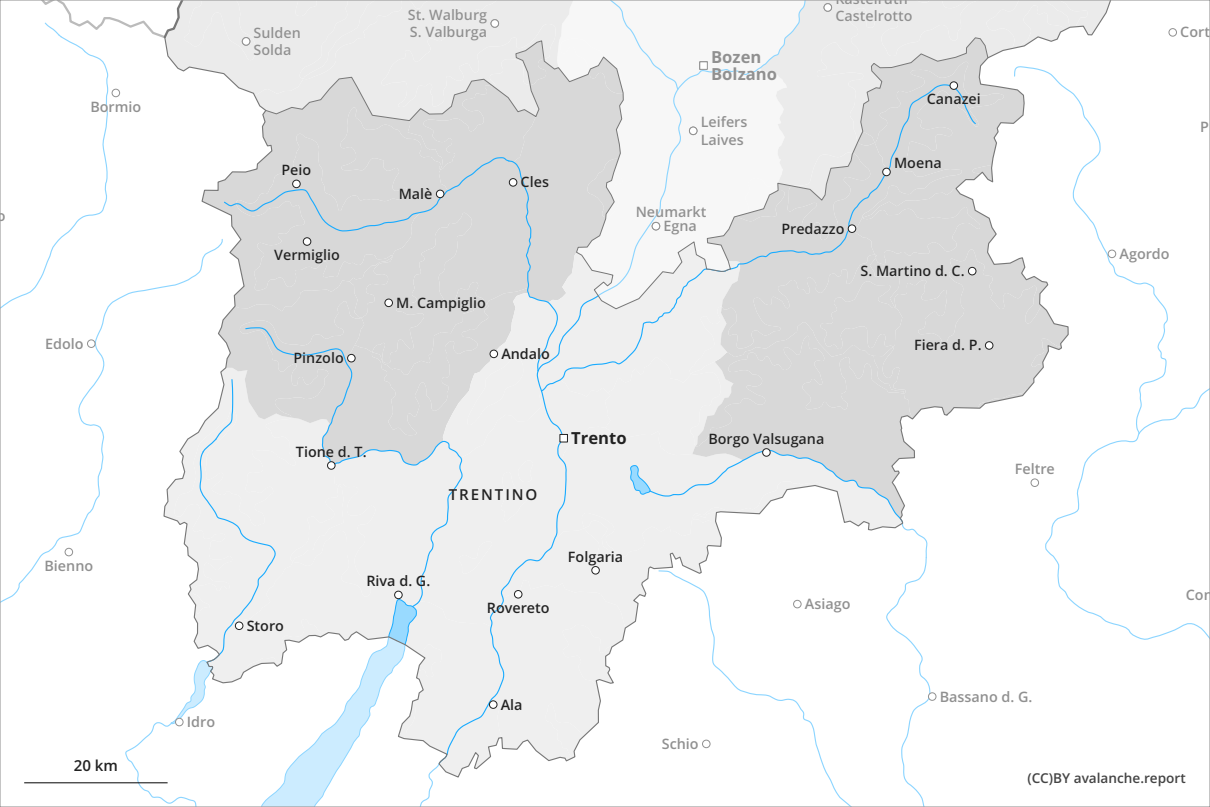 Kastelruth
Castelrotto
St. Walburg
S. Valburga
Sulden
Solda
Cort
Bozen
Bolzano
Bormio
Canazei
Leifers
Laives
P
Moena
Peio
Malè
Cles
Neumarkt
Egna
Predazzo
Vermiglio
Agordo
S. Martino d. C.
M. Campiglio
Edolo
Fiera d. P.
Andalo
Pinzolo
Trento
Borgo Valsugana
Tione d. T.
Feltre
TRENTINO
Folgaria
Bienno
Riva d. G.
Cor
Rovereto
Asiago
Storo
Bassano d. G.
Ala
Idro
Schio
20 km
(CC)BY avalanche.report